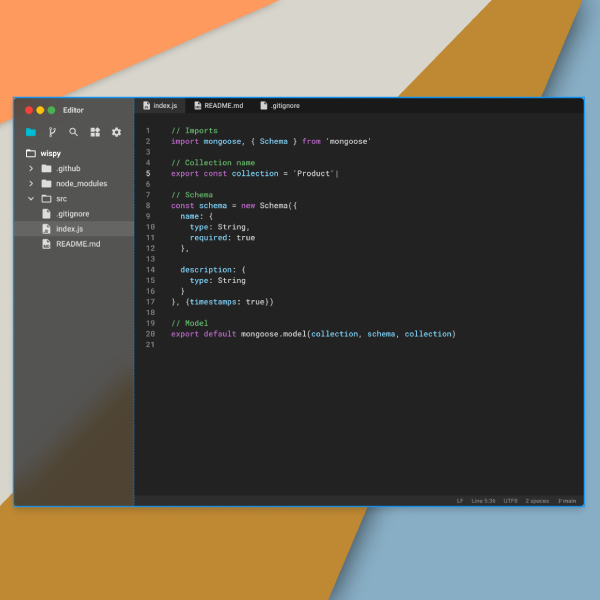 Editor
index.js
README.md
.gitignore
wispy
.github
node_modules
src
.gitignore
index.js
README.md
1 // Imports
2 import mongoose, { Schema } from 'mongoose'
3
4 // Collection name
5 export const collection = 'Product'
6
7 // Schema
8 const schema = new Schema({
9 name: {
10 type: String,
11 required: true
12 },
13
14 description: {
15 type: String
16 }
17 }, {timestamps: true})
18
19 // Model
20 export default mongoose.model(collection, schema, collection)
21
LF Line 5:36 UTF8 2 spaces main